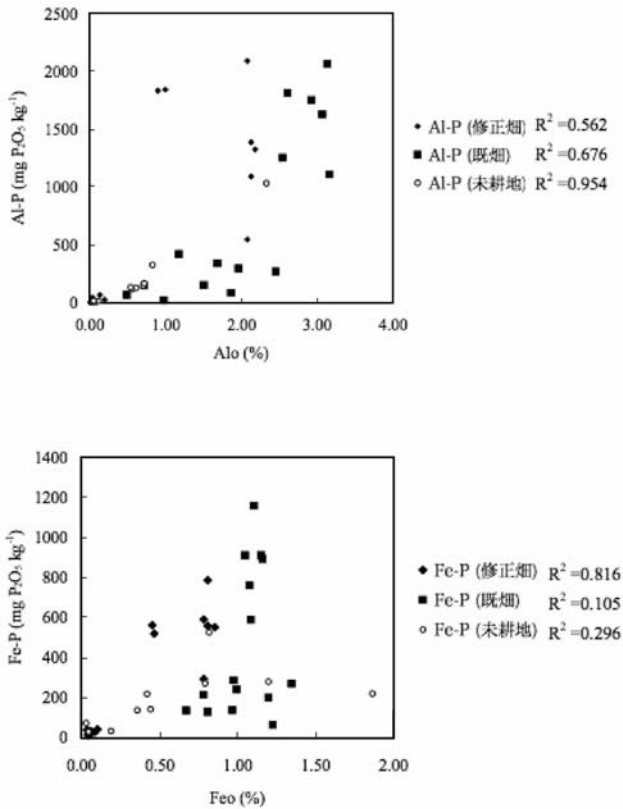 2500
2000
1500
1000
500
0
0.00 1.00 2.00 3.00 4.00
Al-P (mg P₂O₅ kg⁻¹)
Alo (%)
Al-P (修正畑) R² =0.562
Al-P (既畑) R² =0.676
Al-P (未耕地) R² =0.954
1400
1200
1000
800
600
400
200
0
0.50 1.00 1.50 2.00
Fe-P (mg P₂O₅ kg⁻¹)
Feo (%)
Fe-P (修正畑) R² =0.816
Fe-P (既畑) R² =0.105
Fe-P (未耕地) R² =0.296